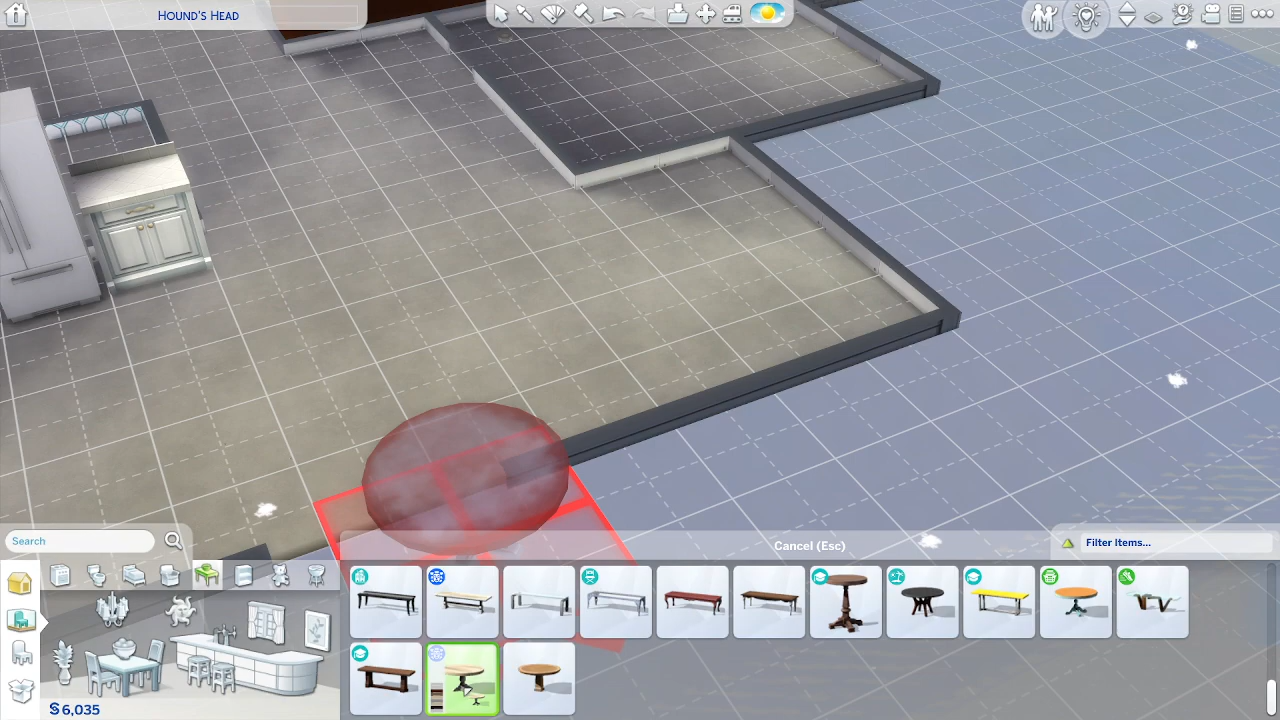 HOUND'S HEAD
Search
Cancel (Esc)
Filter Items...
§6,035